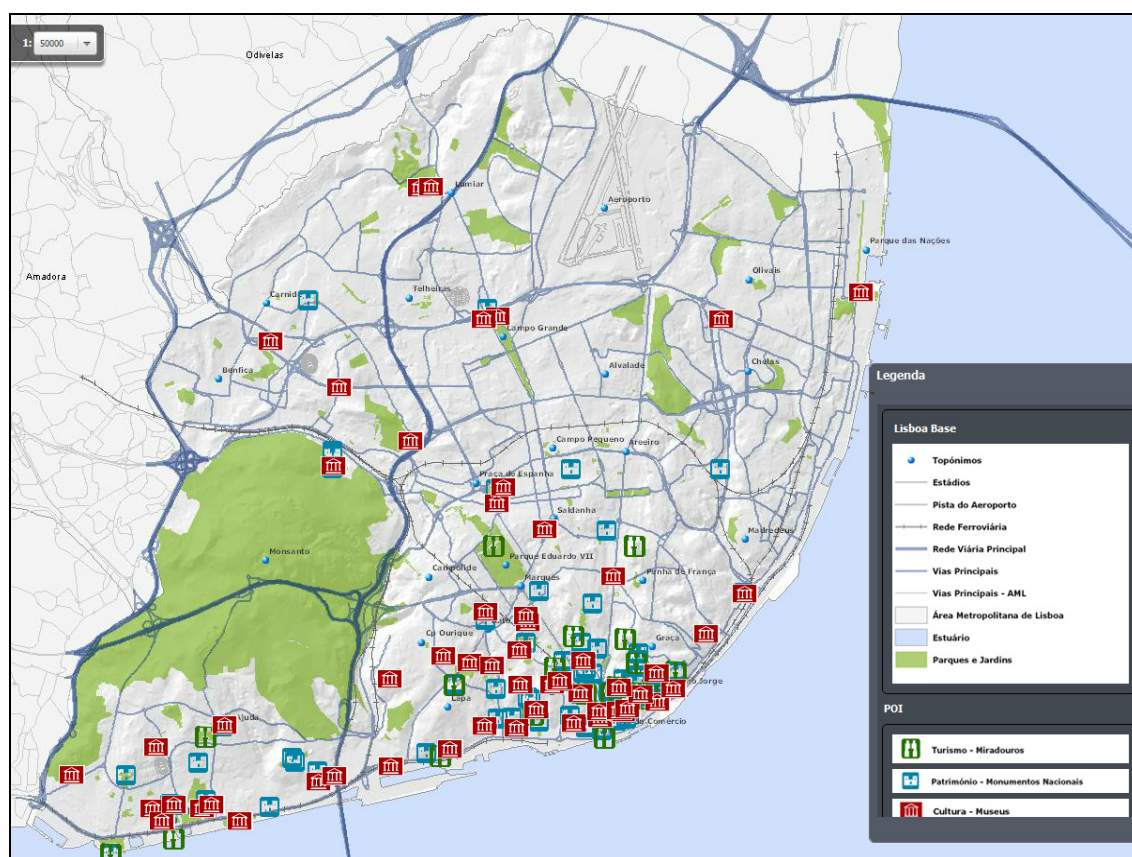 1: 50000
Odivelas
Lumiar
Aeroporto
Parque das Nações
Amadora
Olivais
Carnide
Telheiras
Campo Grande
Benfica
Alvalade
Chelas
Campo Pequeno
Areeiro
Praça de Espanha
Saldanha
Madredeus
Monsanto
Parque Eduardo VII
Campolide
Marquês
Penha de França
Cp Ourique
Graça
Jorge
Lapa
Ajuda
do Comércio
Legenda
Lisboa Base
Topónimos
Estádios
Pista do Aeroporto
Rede Ferroviária
Rede Viária Principal
Vias Principais
Vias Principais - AML
Área Metropolitana de Lisboa
Estuário
Parques e Jardins
POI
Turismo - Miradouros
Património - Monumentos Nacionais
Cultura - Museus